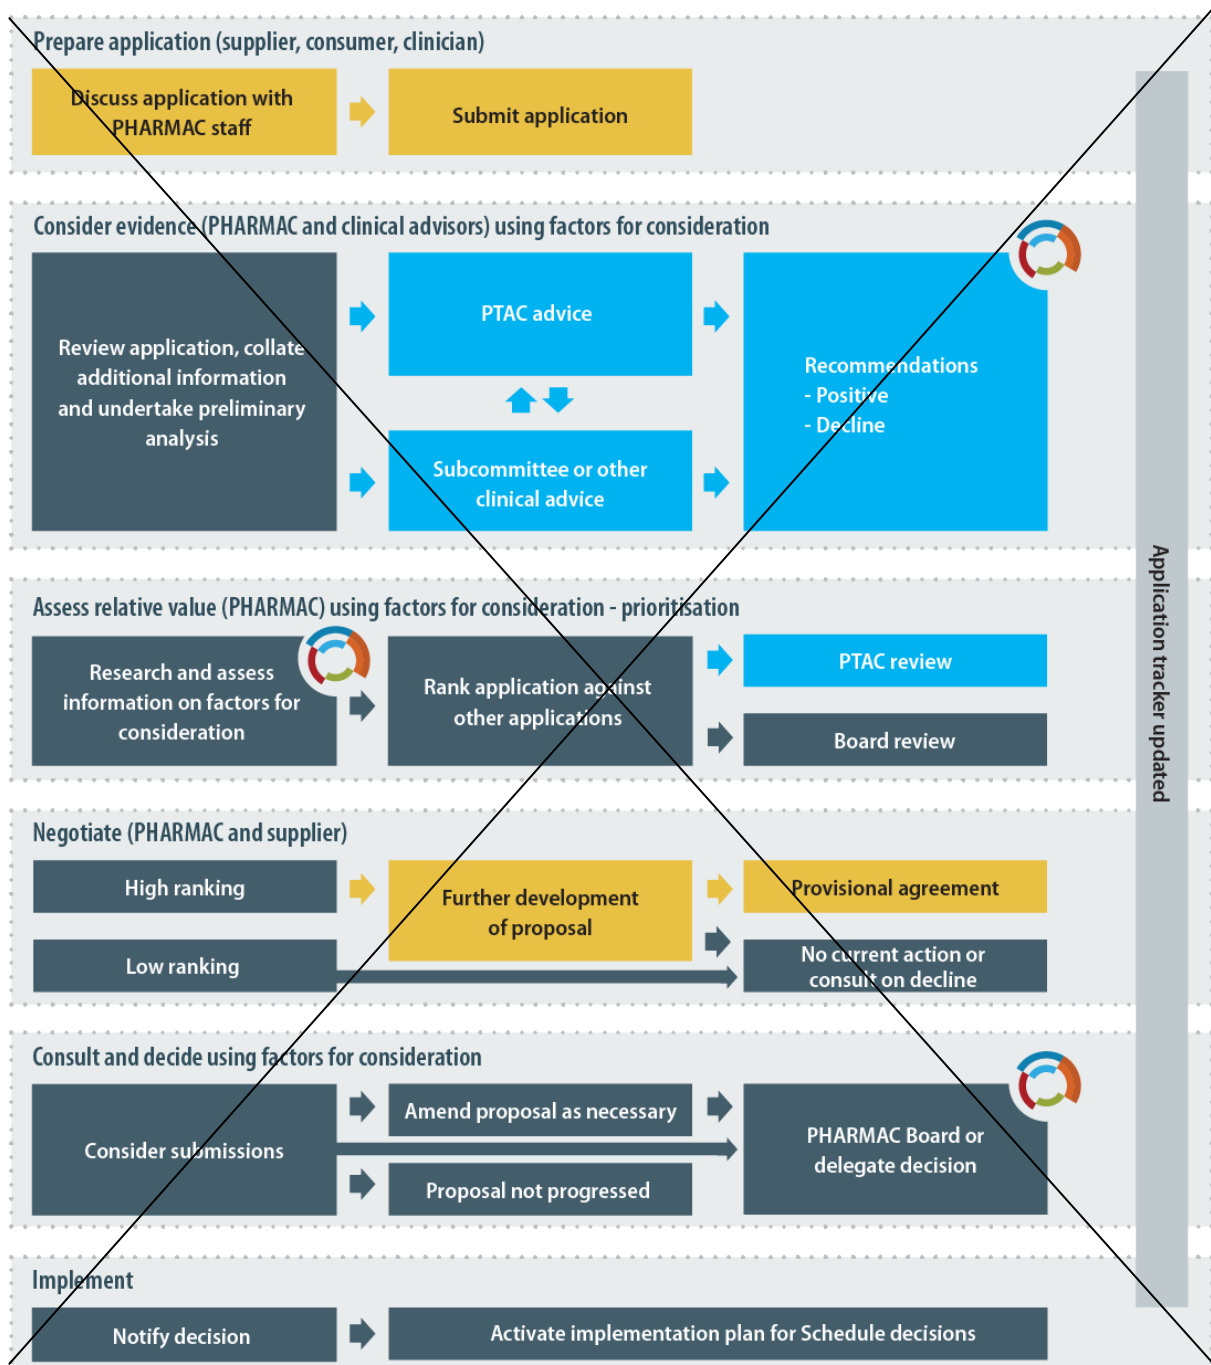 Prepare application (supplier, consumer, clinician)
Discuss application with
PHARMAC staff
Submit application
Consider evidence (PHARMAC and clinical advisors) using factors for consideration
Review application, collate
additional information
and undertake preliminary
analysis
PTAC advice
Subcommittee or other
clinical advice
Recommendations
- Positive
- Decline
Assess relative value (PHARMAC) using factors for consideration - prioritisation
Research and assess
information on factors for
consideration
Rank application against
other applications
PTAC review
Board review
Negotiate (PHARMAC and supplier)
High ranking
Low ranking
Further development
of proposal
Provisional agreement
No current action or
consult on decline
Consult and decide using factors for consideration
Consider submissions
Amend proposal as necessary
Proposal not progressed
PHARMAC Board or
delegate decision
Implement
Notify decision
Activate implementation plan for Schedule decisions
Application tracker updated